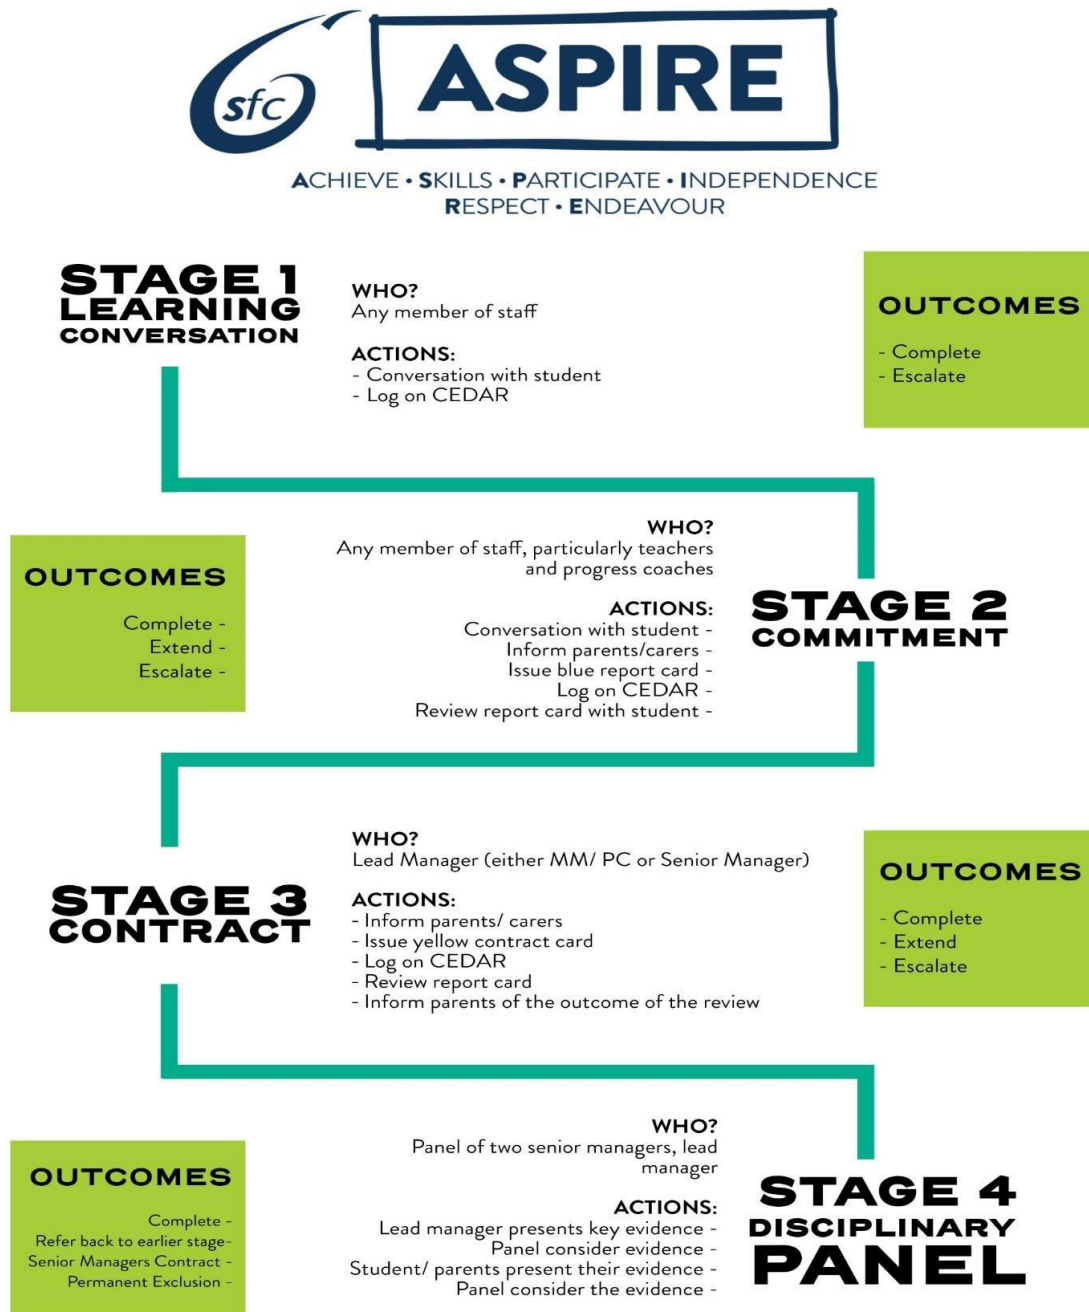 sfc
ASPIRE
ACHIEVE • SKILLS • PARTICIPATE • INDEPENDENCE
RESPECT • ENDEAVOUR
STAGE 1
LEARNING
CONVERSATION
WHO?
Any member of staff
ACTIONS:
- Conversation with student
- Log on CEDAR
OUTCOMES
- Complete
- Escalate
WHO?
Any member of staff, particularly teachers
and progress coaches
ACTIONS:
Conversation with student -
Inform parents/carers -
Issue blue report card -
Log on CEDAR -
Review report card with student -
STAGE 2
COMMITMENT
OUTCOMES
Complete -
Extend -
Escalate -
STAGE 3
CONTRACT
WHO?
Lead Manager (either MM/ PC or Senior Manager)
ACTIONS:
- Inform parents/ carers
- Issue yellow contract card
- Log on CEDAR
- Review report card
- Inform parents of the outcome of the review
OUTCOMES
- Complete
- Extend
- Escalate
WHO?
Panel of two senior managers, lead
manager
ACTIONS:
Lead manager presents key evidence -
Panel consider evidence -
Student/ parents present their evidence -
Panel consider the evidence -
STAGE 4
DISCIPLINARY
PANEL
OUTCOMES
Complete -
Refer back to earlier stage-
Senior Managers Contract -
Permanent Exclusion -